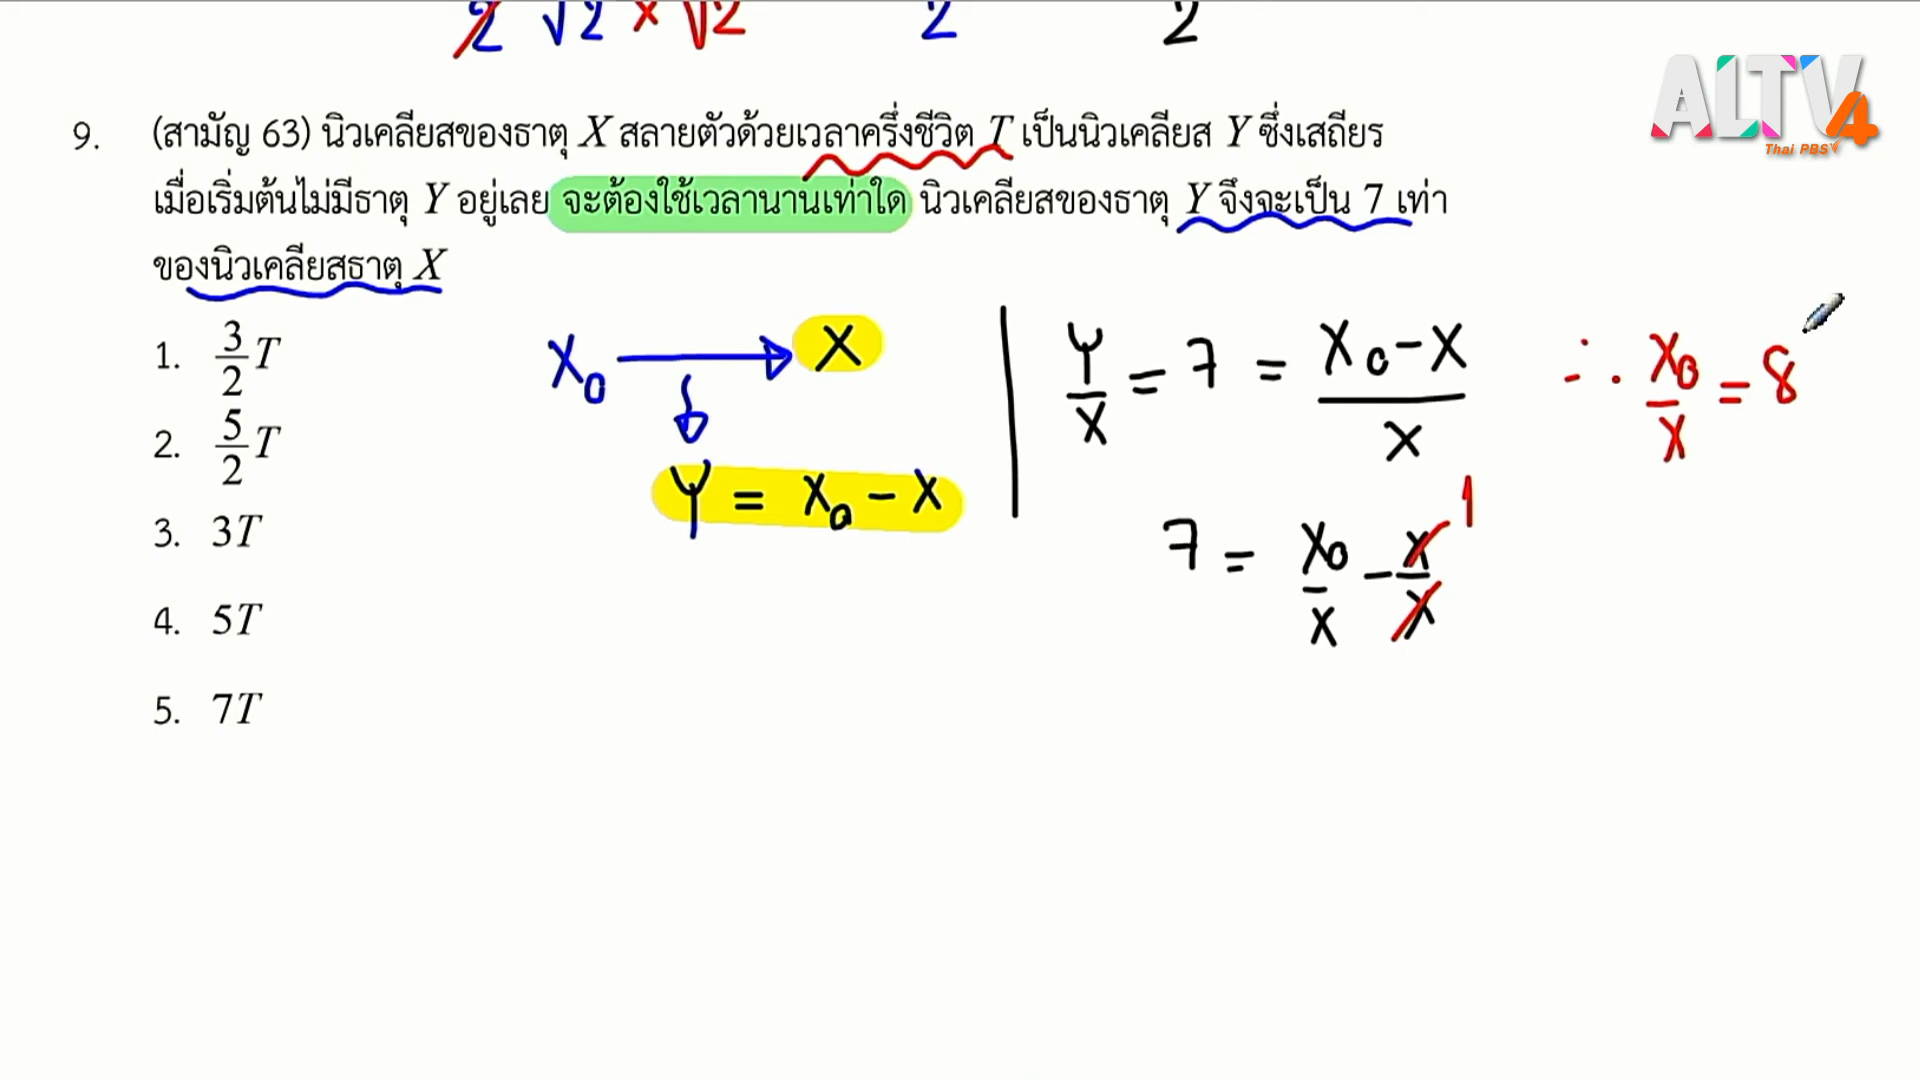 2 √2 × √2 2 2
ALTV4
Thai PBS
9. (สามัญ 63) นิวเคลียสของธาตุ X สลายตัวด้วยเวลาครึ่งชีวิต T เป็นนิวเคลียส Y ซึ่งเสถียร
เมื่อเริ่มต้นไม่มีธาตุ Y อยู่เลย จะต้องใช้เวลานานเท่าใด นิวเคลียสของธาตุ Y จึงจะเป็น 7 เท่า
ของนิวเคลียสธาตุ X
1. 3/2 T
2. 5/2 T
3. 3T
4. 5T
5. 7T
X₀ → X
Y = X₀ - X
Y/X = 7 = (X₀ - X)/X
7 = X₀/X - X/X 1
∴ X₀/X = 8